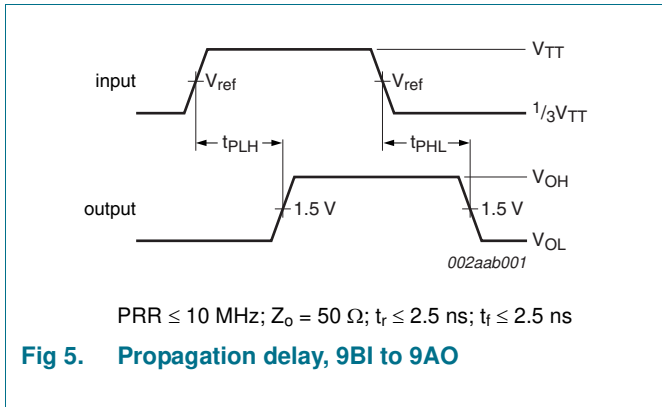 V_TT
input
V_ref
V_ref
1/3V_TT
t_PLH
t_PHL
V_OH
output
1.5 V
1.5 V
V_OL
002aab001
PRR ≤ 10 MHz; Z_o = 50 Ω; t_r ≤ 2.5 ns; t_f ≤ 2.5 ns
Fig 5. Propagation delay, 9BI to 9AO